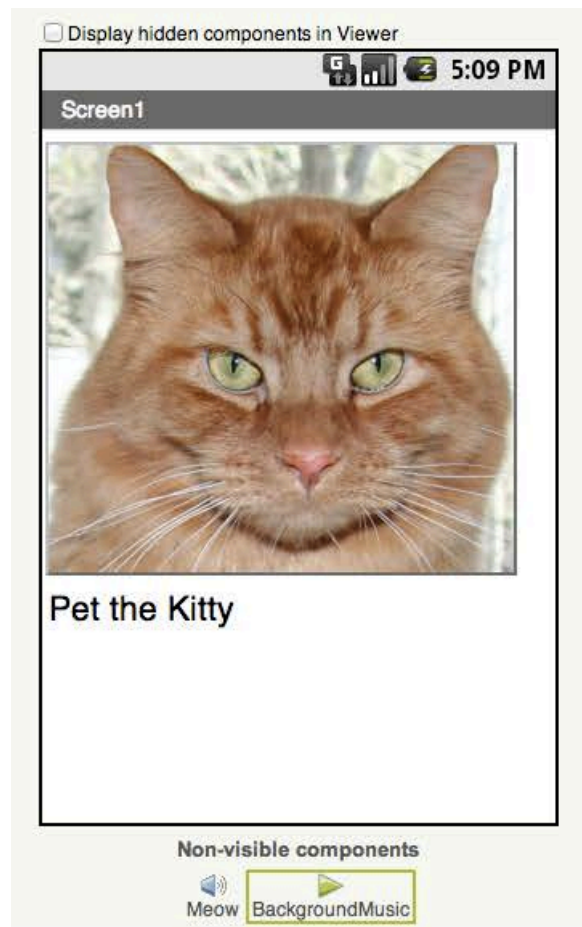 Display hidden components in Viewer
G 5:09 PM
Screen1
Pet the Kitty
Non-visible components
Meow BackgroundMusic